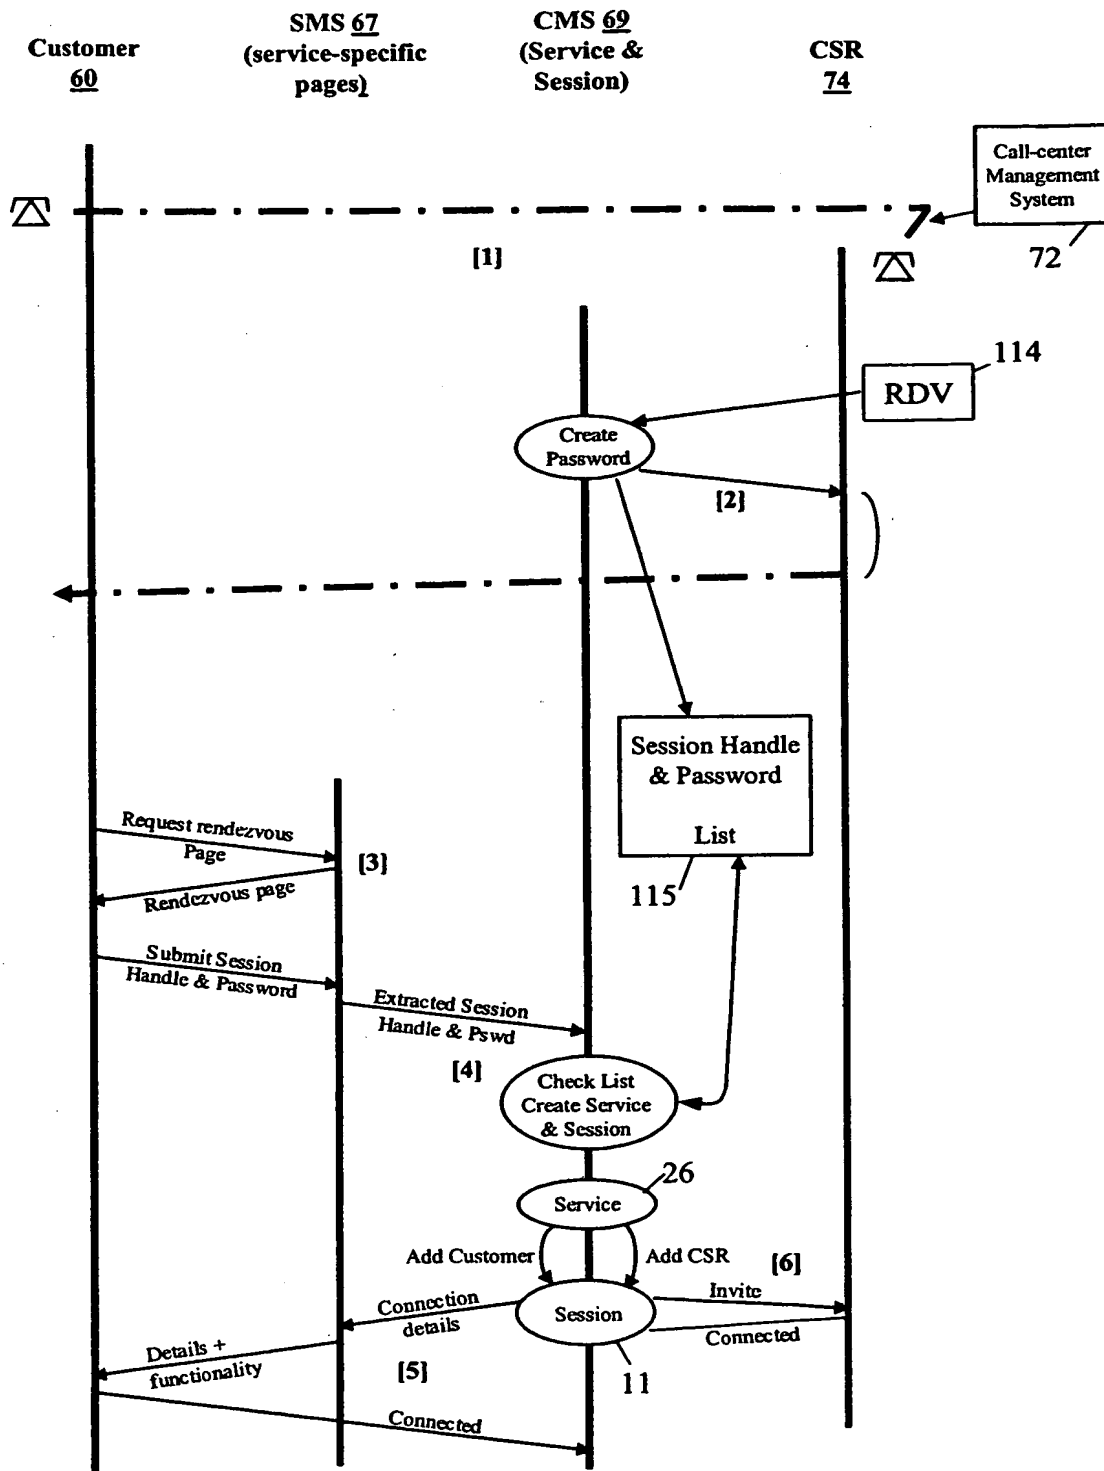 Customer
60
SMS 67
(service-specific
pages)
CMS 69
(Service &
Session)
CSR
74
Call-center
Management
System
72
[1]
114
RDV
Create
Password
[2]
Session Handle
& Password
List
115
Request rendezvous
Page
[3]
Rendezvous page
Submit Session
Handle & Password
Extracted Session
Handle & Pswd
[4]
Check List
Create Service
& Session
26
Service
Add Customer
Add CSR
[6]
Connection
details
Session
Invite
Connected
11
Details +
functionality
[5]
Connected